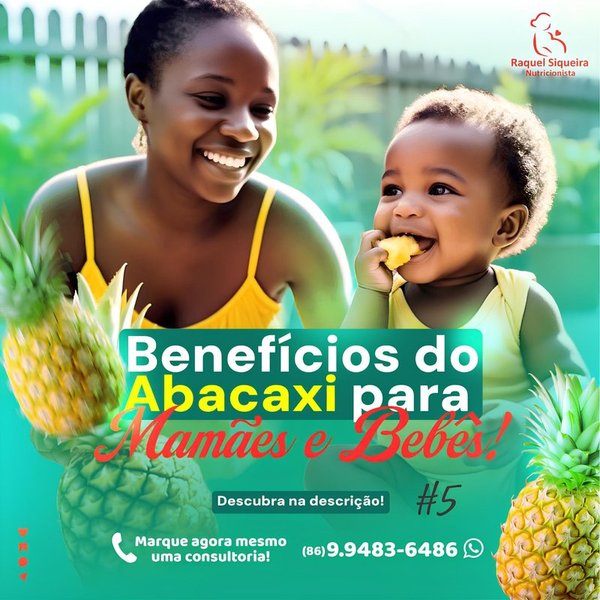 Raquel Siqueira
Nutricionista
Benefícios do
Abacaxi para
Mamães e Bebês!
Descubra na descrição!
#5
Marque agora mesmo
uma consultoria!
(86)9.9483-6486